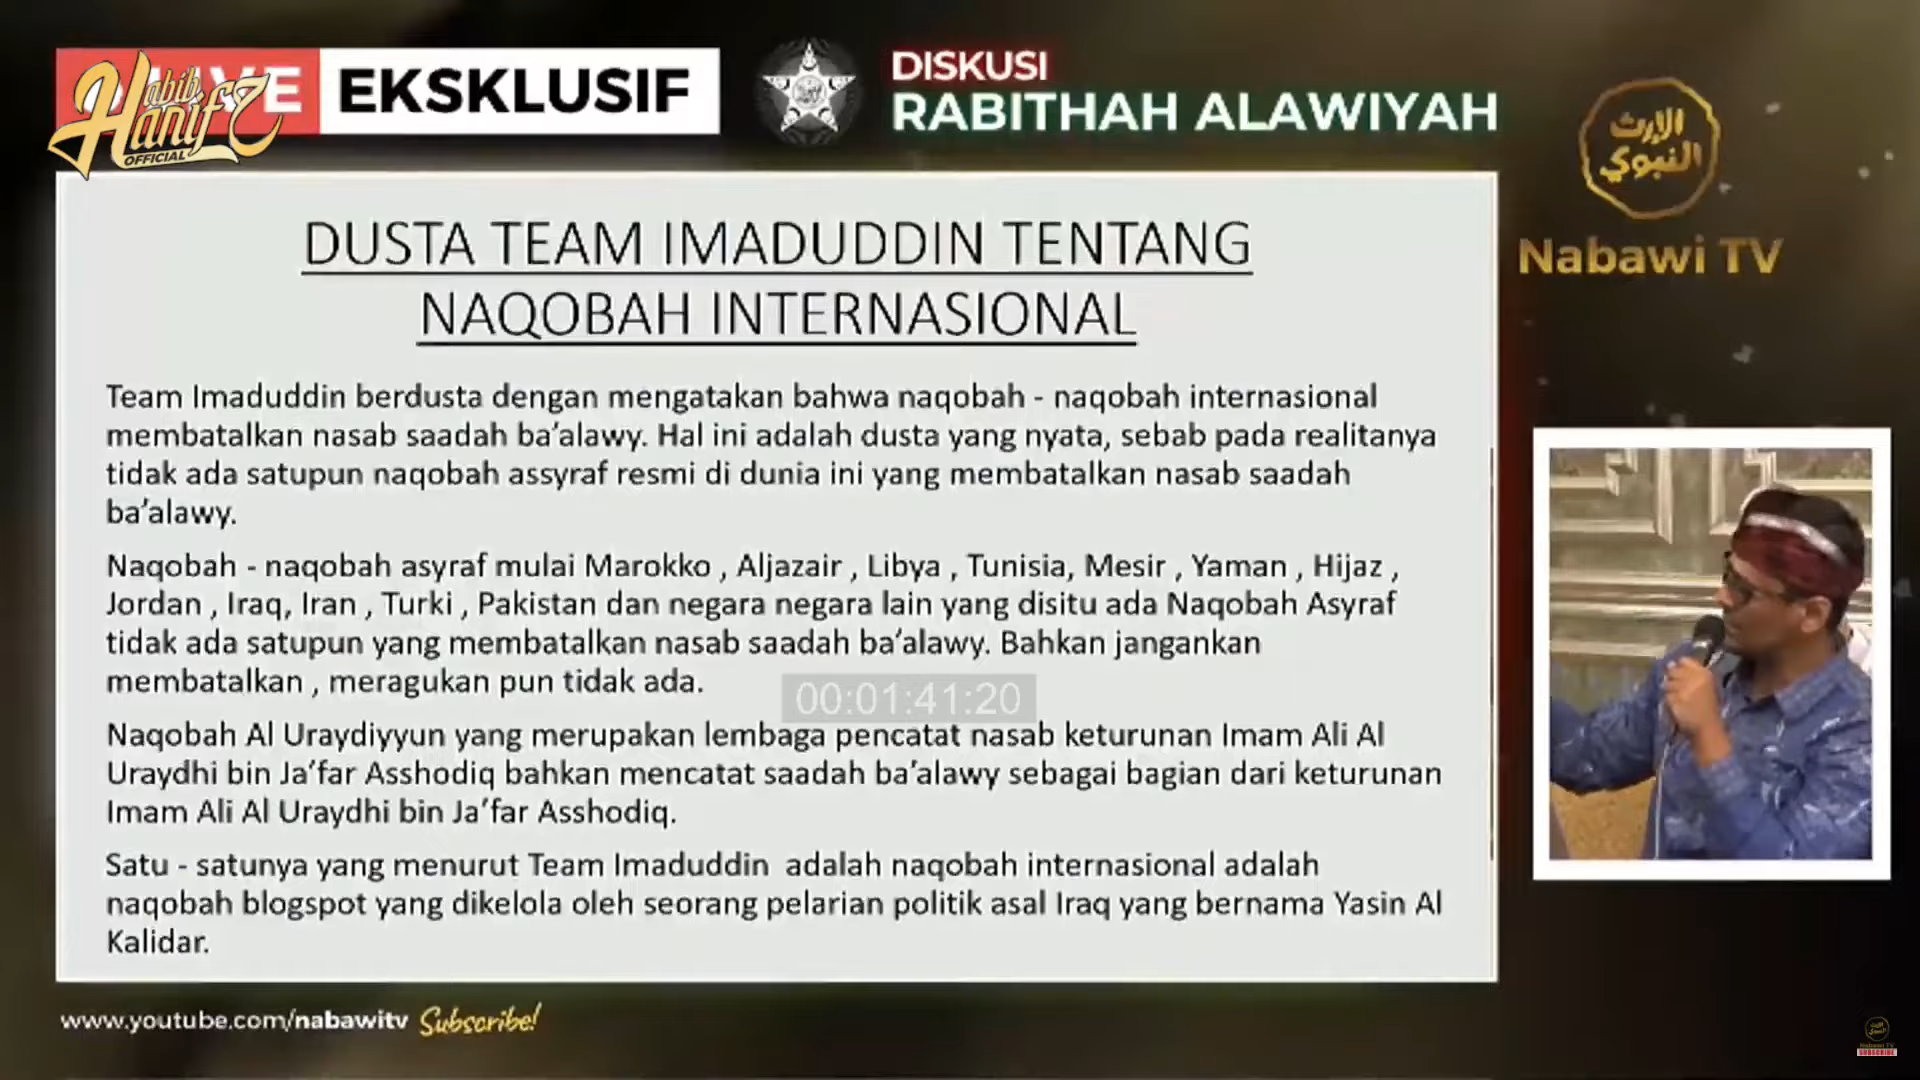 LIVE
EKSKLUSIF
Habib
Hanif
OFFICIAL
DISKUSI
RABITHAH ALAWIYAH
الإرث
النبوي
Nabawi TV
DUSTA TEAM IMADUDDIN TENTANG
NAQOBAH INTERNASIONAL
Team Imaduddin berdusta dengan mengatakan bahwa naqobah - naqobah internasional
membatalkan nasab saadah ba’alawy. Hal ini adalah dusta yang nyata, sebab pada realitanya
tidak ada satupun naqobah assyraf resmi di dunia ini yang membatalkan nasab saadah
ba’alawy.
Naqobah - naqobah asyraf mulai Marokko , Aljazair , Libya , Tunisia, Mesir , Yaman , Hijaz ,
Jordan , Iraq, Iran , Turki , Pakistan dan negara negara lain yang disitu ada Naqobah Asyraf
tidak ada satupun yang membatalkan nasab saadah ba’alawy. Bahkan jangankan
membatalkan , meragukan pun tidak ada.
00:01:41:20
Naqobah Al Uraydiyyun yang merupakan lembaga pencatat nasab keturunan Imam Ali Al
Uraydhi bin Ja’far Asshodiq bahkan mencatat saadah ba’alawy sebagai bagian dari keturunan
Imam Ali Al Uraydhi bin Ja’far Asshodiq.
Satu - satunya yang menurut Team Imaduddin  adalah naqobah internasional adalah
naqobah blogspot yang dikelola oleh seorang pelarian politik asal Iraq yang bernama Yasin Al
Kalidar.
www.youtube.com/nabawitv Subscribe!
Nabawi TV
SUBSCRIBE